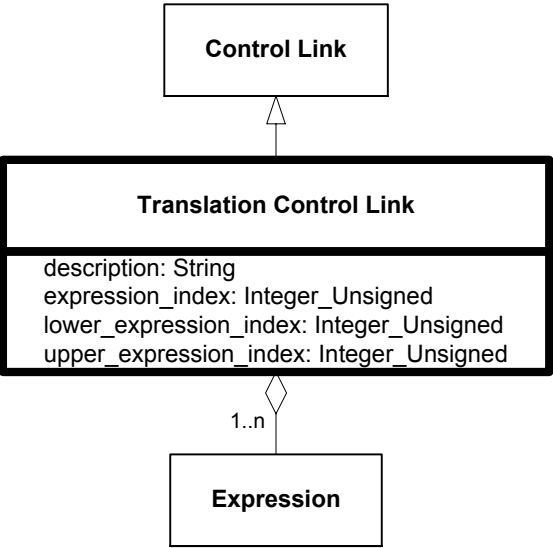 Control Link
Translation Control Link
description: String
expression_index: Integer_Unsigned
lower_expression_index: Integer_Unsigned
upper_expression_index: Integer_Unsigned
1..n
Expression